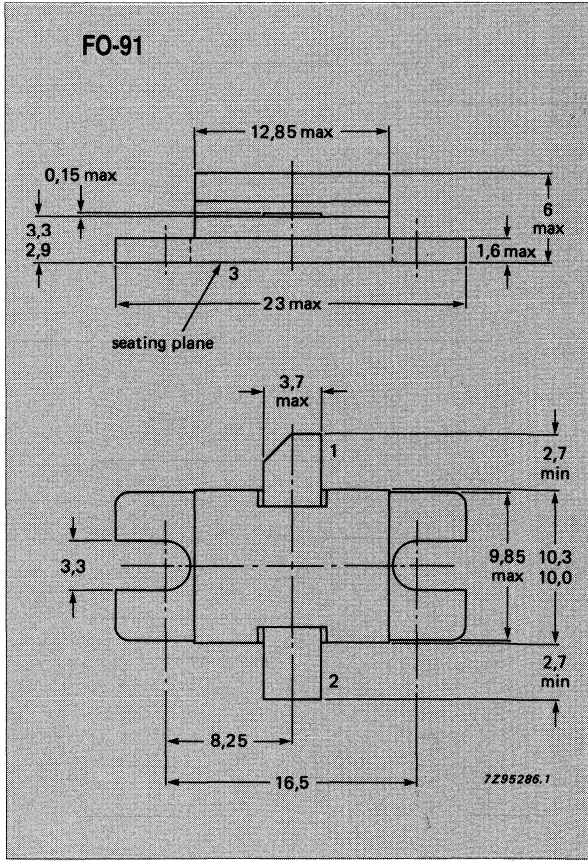 FO-91
12,85 max
0,15 max
3,3
2,9
6
max
1,6 max
3
23 max
seating plane
3,7
max
1
2,7
min
3,3
9,85
max
10,3
10,0
2
2,7
min
8,25
16,5
7Z95286.1